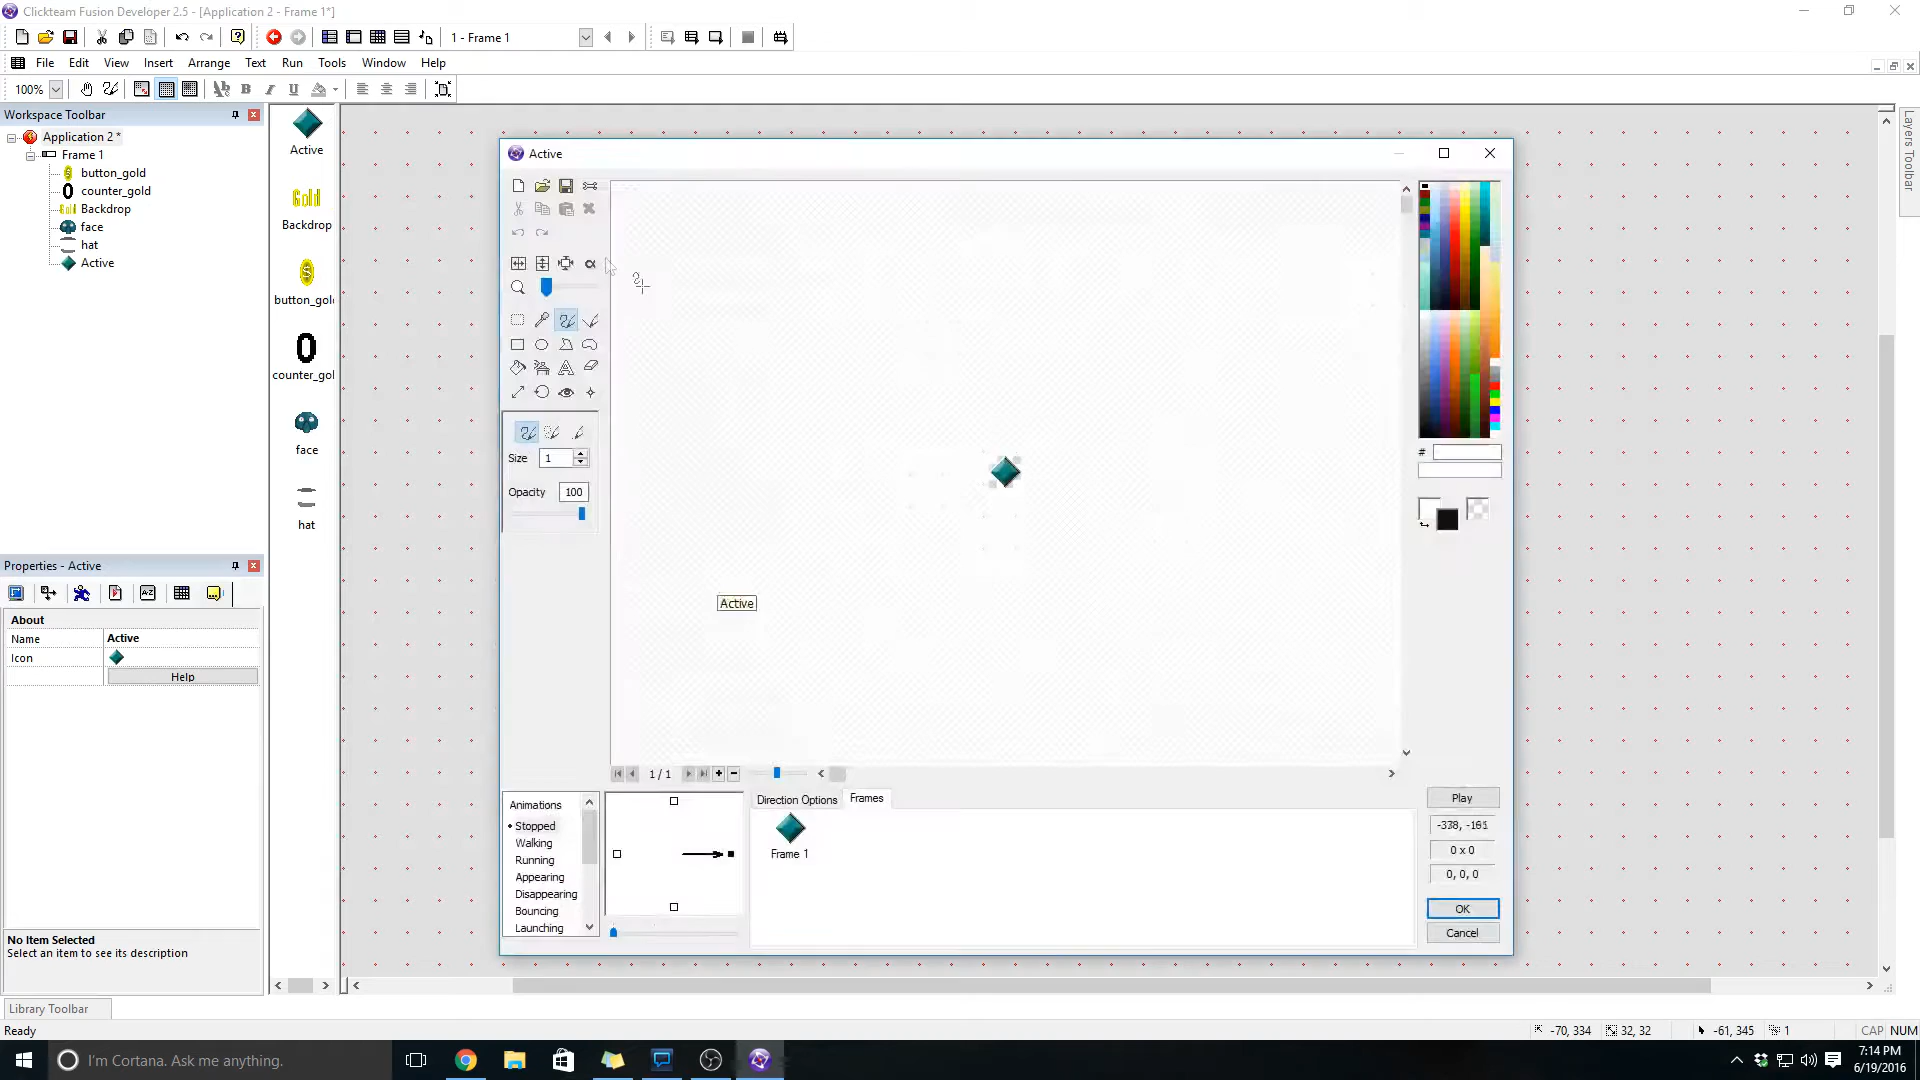 Clickteam Fusion Developer 2.5 - [Application 2 - Frame 1*]
1 - Frame 1
File Edit View Insert Arrange Text Run Tools Window Help
100%
Workspace Toolbar
Application 2 *
Frame 1
button_gold
counter_gold
Backdrop
face
hat
Active
Active
Gold
Backdrop
button_gol
0
counter_gol
face
hat
Properties - Active
About
Name Active
Icon
Help
No Item Selected
Select an item to see its description
Library Toolbar
Ready
Active
Size 1
Opacity 100
Active
1 / 1
Animations
Stopped
Walking
Running
Appearing
Disappearing
Bouncing
Launching
Direction Options Frames
Frame 1
#
Play
0 x 0
0, 0, 0
OK
Cancel
Layers Toolbar
-70, 334 32, 32 -61, 345 1 CAP NUM
I'm Cortana. Ask me anything.
7:14 PM
6/19/2016